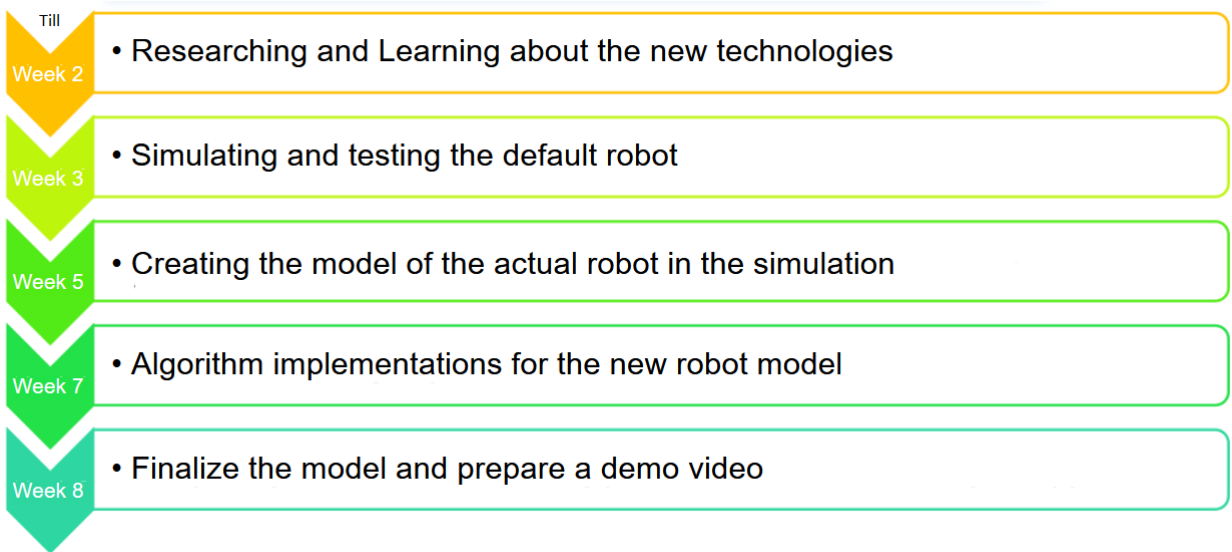 Till
Week 2
• Researching and Learning about the new technologies
Week 3
• Simulating and testing the default robot
Week 5
• Creating the model of the actual robot in the simulation
Week 7
• Algorithm implementations for the new robot model
Week 8
• Finalize the model and prepare a demo video